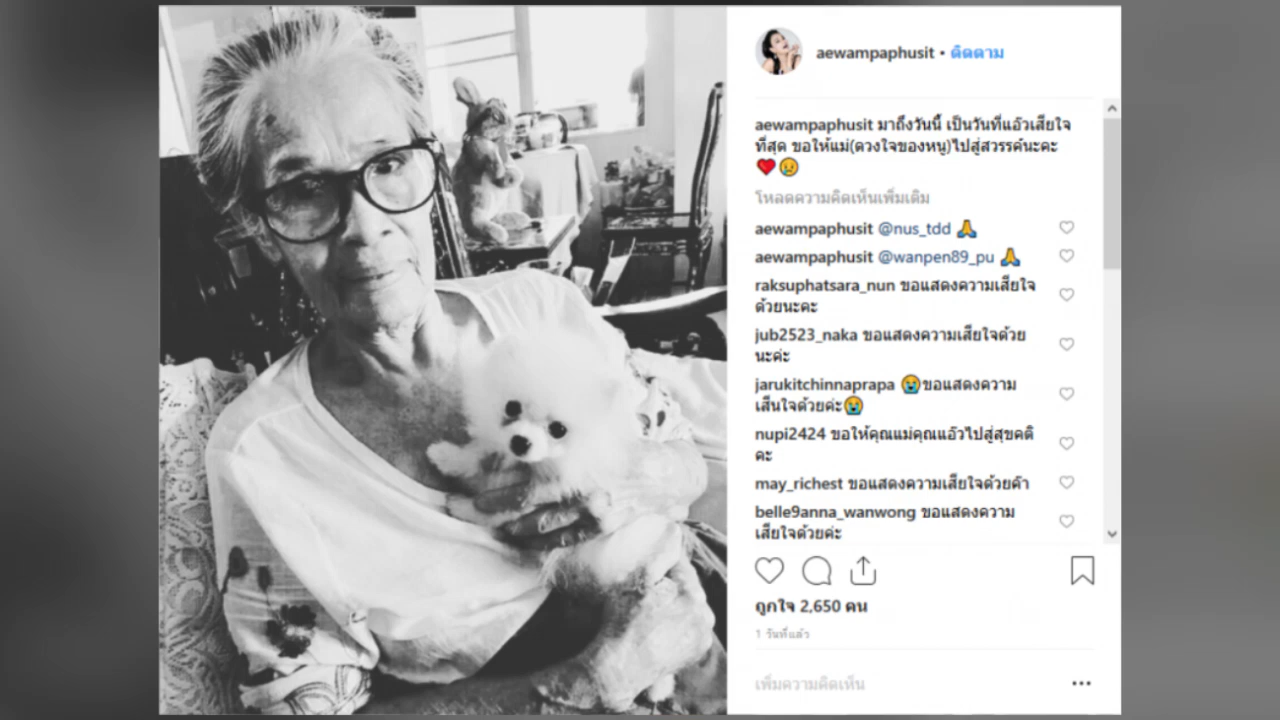 aewampaphusit • ติดตาม
aewampaphusit มาถึงวันนี้ เป็นวันที่แอ๊วเสียใจ
ที่สุด ขอให้แม่(ดวงใจของหนู)ไปสู่สวรรค์นะคะ
❤️😢
โหลดความคิดเห็นเพิ่มเติม
aewampaphusit @nus_tdd 🙏
aewampaphusit @wanpen89_pu 🙏
raksuphatsara_nun ขอแสดงความเสียใจ
ด้วยนะคะ
jub2523_naka ขอแสดงความเสียใจด้วย
นะค่ะ
jarukitchinnaprapa 😭ขอแสดงความ
เสีนใจด้วยค่ะ😭
nupi2424 ขอให้คุณแม่คุณแอ๊วไปสู่สุขคติ
คะ
may_richest ขอแสดงความเสียใจด้วยค้า
belle9anna_wanwong ขอแสดงความ
เสียใจด้วยค่ะ
ถูกใจ 2,650 คน
1 วันที่แล้ว
เพิ่มความคิดเห็น